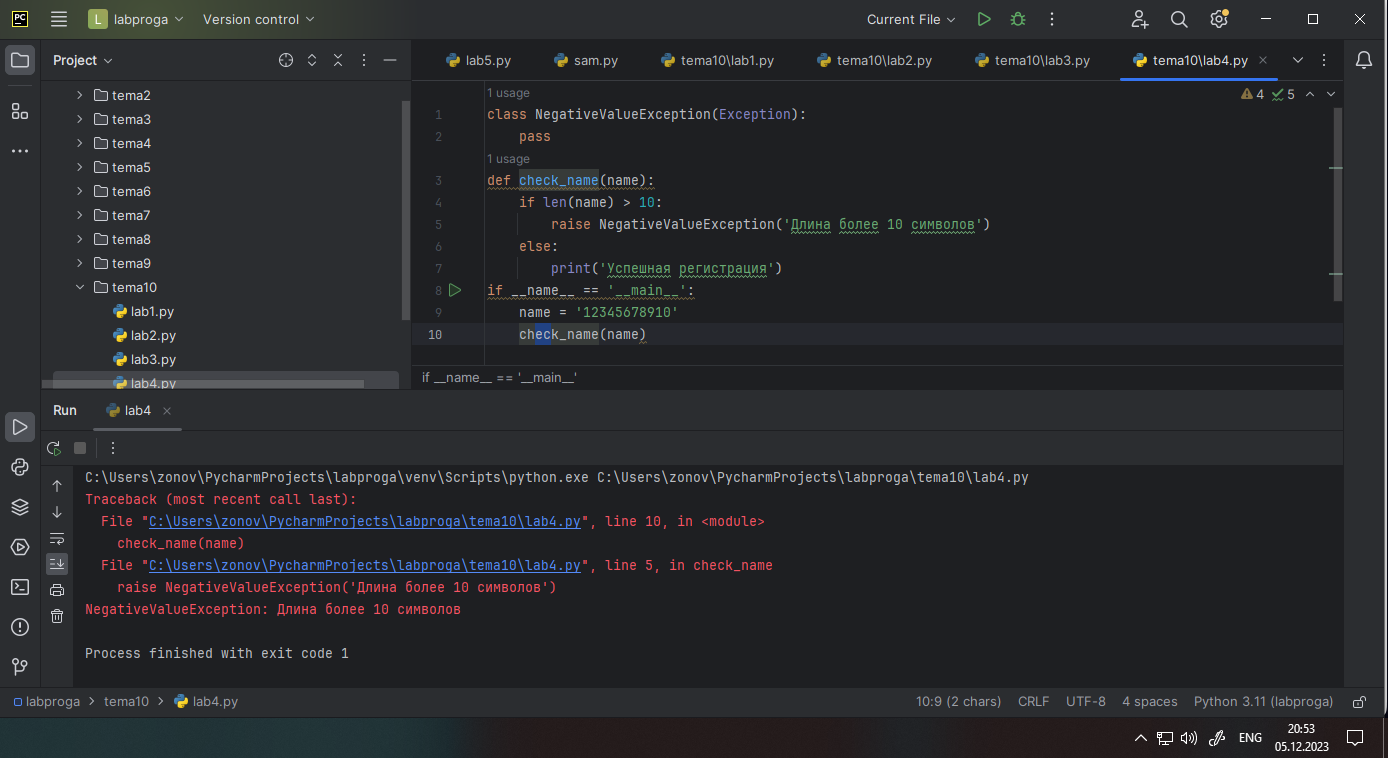 PC
L labproga Version control Current File
Project
lab5.py sam.py tema10\lab1.py tema10\lab2.py tema10\lab3.py tema10\lab4.py
tema2
tema3
tema4
tema5
tema6
tema7
tema8
tema9
tema10
lab1.py
lab2.py
lab3.py
lab4.py
4 5
1 usage
1 class NegativeValueException(Exception):
2 pass
1 usage
3 def check_name(name):
4 if len(name) > 10:
5 raise NegativeValueException('Длина более 10 символов')
6 else:
7 print('Успешная регистрация')
8 if __name__ == '__main__':
9 name = '12345678910'
10 check_name(name)
if __name__ == '__main__'
Run lab4
C:\Users\zonov\PycharmProjects\labproga\venv\Scripts\python.exe C:\Users\zonov\PycharmProjects\labproga\tema10\lab4.py
Traceback (most recent call last):
File "C:\Users\zonov\PycharmProjects\labproga\tema10\lab4.py", line 10, in <module>
check_name(name)
File "C:\Users\zonov\PycharmProjects\labproga\tema10\lab4.py", line 5, in check_name
raise NegativeValueException('Длина более 10 символов')
NegativeValueException: Длина более 10 символов
Process finished with exit code 1
labproga > tema10 > lab4.py 10:9 (2 chars) CRLF UTF-8 4 spaces Python 3.11 (labproga)
ENG
20:53
05.12.2023